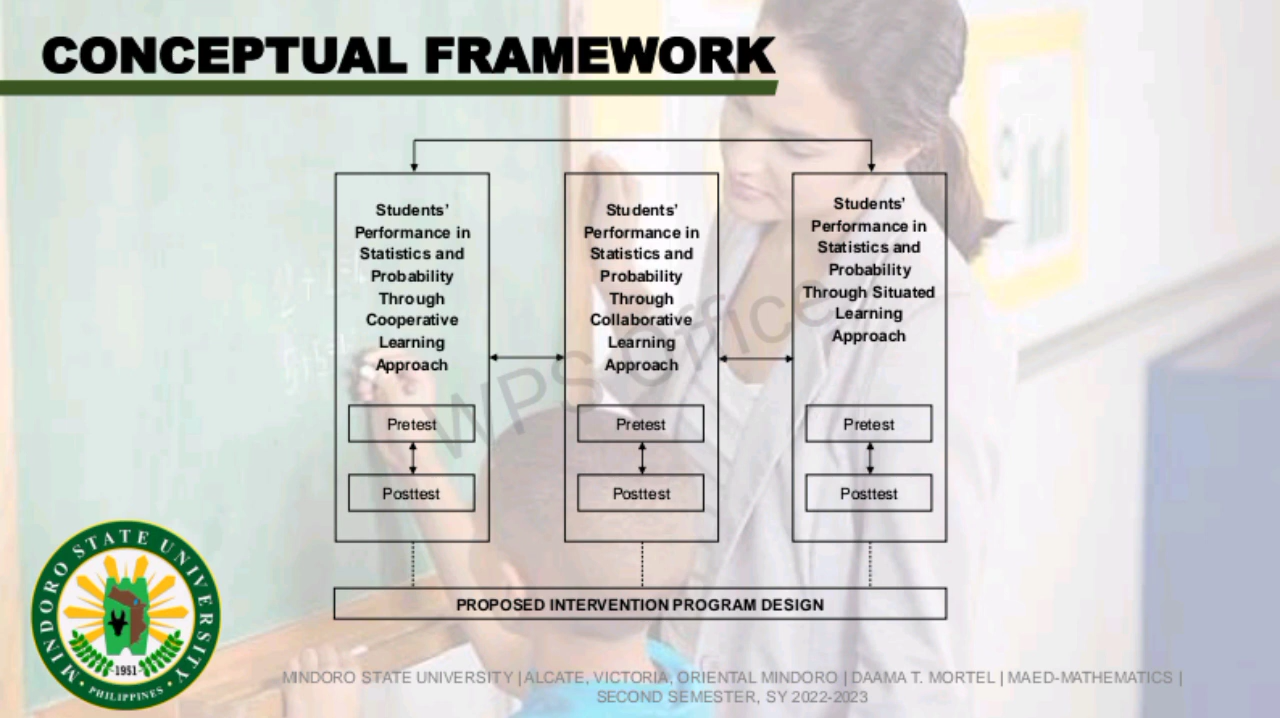 CONCEPTUAL FRAMEWORK
Students'
Performance in
Statistics and
Probability
Through
Cooperative
Learning
Approach
Pretest
Posttest
Students'
Performance in
Statistics and
Probability
Through
Collaborative
Learning
Approach
Pretest
Posttest
Students'
Performance in
Statistics and
Probability
Through Situated
Learning
Approach
Pretest
Posttest
PROPOSED INTERVENTION PROGRAM DESIGN
WPS Office
MINDORO STATE UNIVERSITY
1951
PHILIPPINES
MINDORO STATE UNIVERSITY | ALCATE, VICTORIA, ORIENTAL MINDORO | DAAMA T. MORTEL | MAED-MATHEMATICS |
SECOND SEMESTER, SY 2022-2023